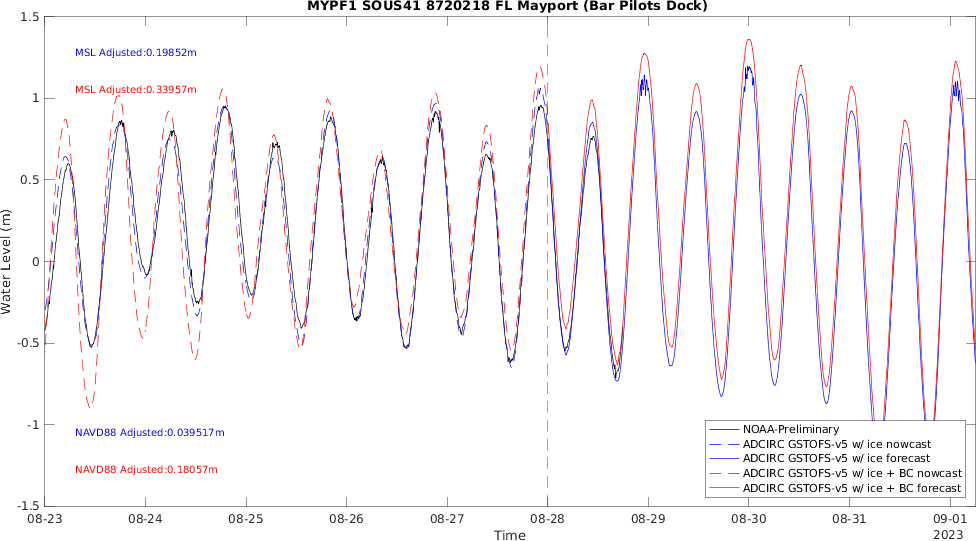 MYPF1 SOUS41 8720218 FL Mayport (Bar Pilots Dock)
1.5
1
0.5
0
-0.5
-1
-1.5
Water Level (m)
MSL Adjusted:0.19852m
MSL Adjusted:0.33957m
NAVD88 Adjusted:0.039517m
NAVD88 Adjusted:0.18057m
NOAA-Preliminary
ADCIRC GSTOFS-v5 w/ ice nowcast
ADCIRC GSTOFS-v5 w/ ice forecast
ADCIRC GSTOFS-v5 w/ ice + BC nowcast
ADCIRC GSTOFS-v5 w/ ice + BC forecast
08-23 08-24 08-25 08-26 08-27 08-28 08-29 08-30 08-31 09-01
Time
2023